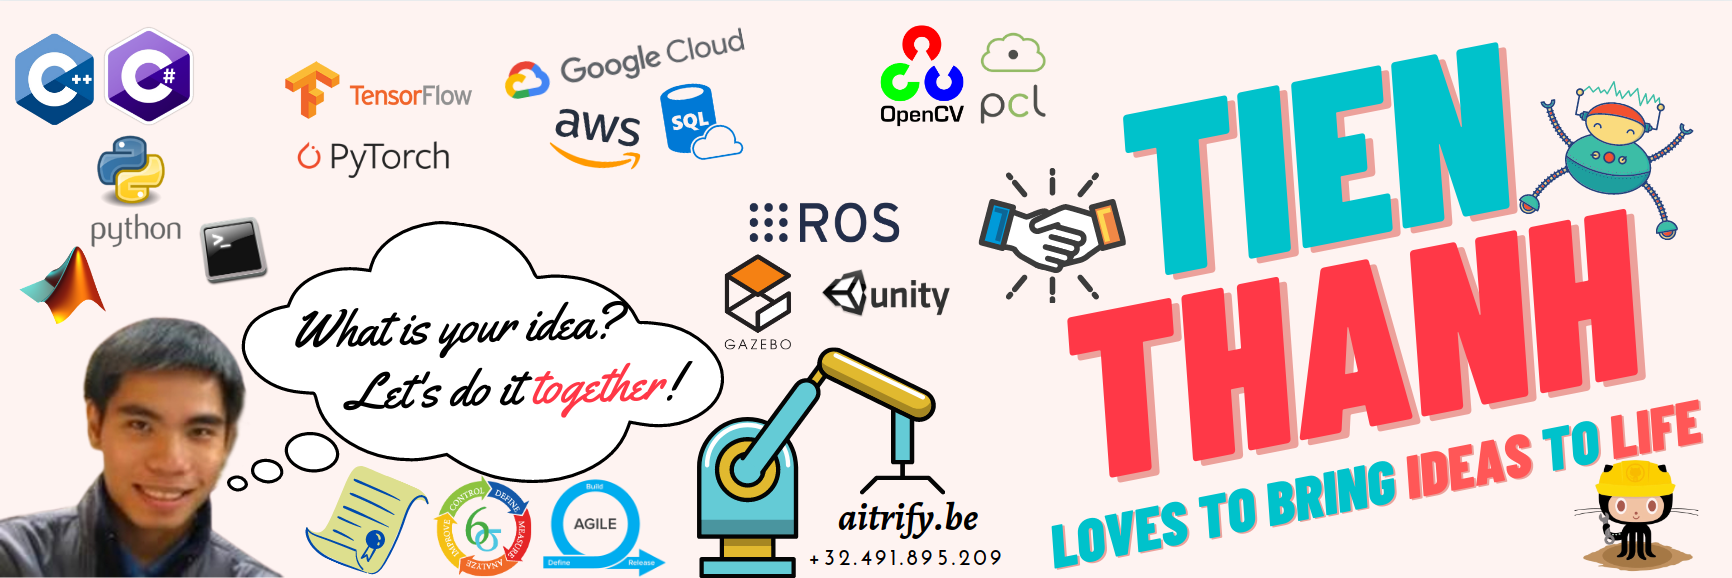 C++
C#
TensorFlow
PyTorch
Google Cloud
aws
SQL
OpenCV
pcl
python
>_
ROS
GAZEBO
unity
What is your idea?
Let's do it together!
CONTROL
DEFINE
MEASURE
ANALYZE
IMPROVE
6σ
Build
AGILE
Define
Release
aitrify.be
+32.491.895.209
TIEN
THANH
LOVES TO BRING IDEAS TO LIFE